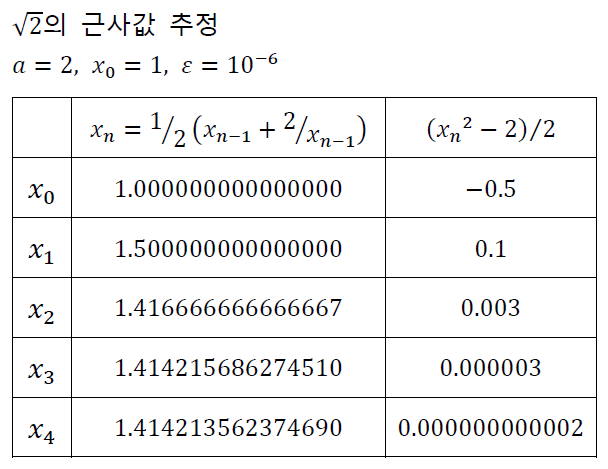 √2의 근사값 추정
a = 2, x₀ = 1, ε = 10⁻⁶
xₙ = 1/2 (xₙ₋₁ + 2/xₙ₋₁) (xₙ² − 2)/2
x₀ 1.000000000000000 −0.5
x₁ 1.500000000000000 0.1
x₂ 1.416666666666667 0.003
x₃ 1.414215686274510 0.000003
x₄ 1.414213562374690 0.000000000002